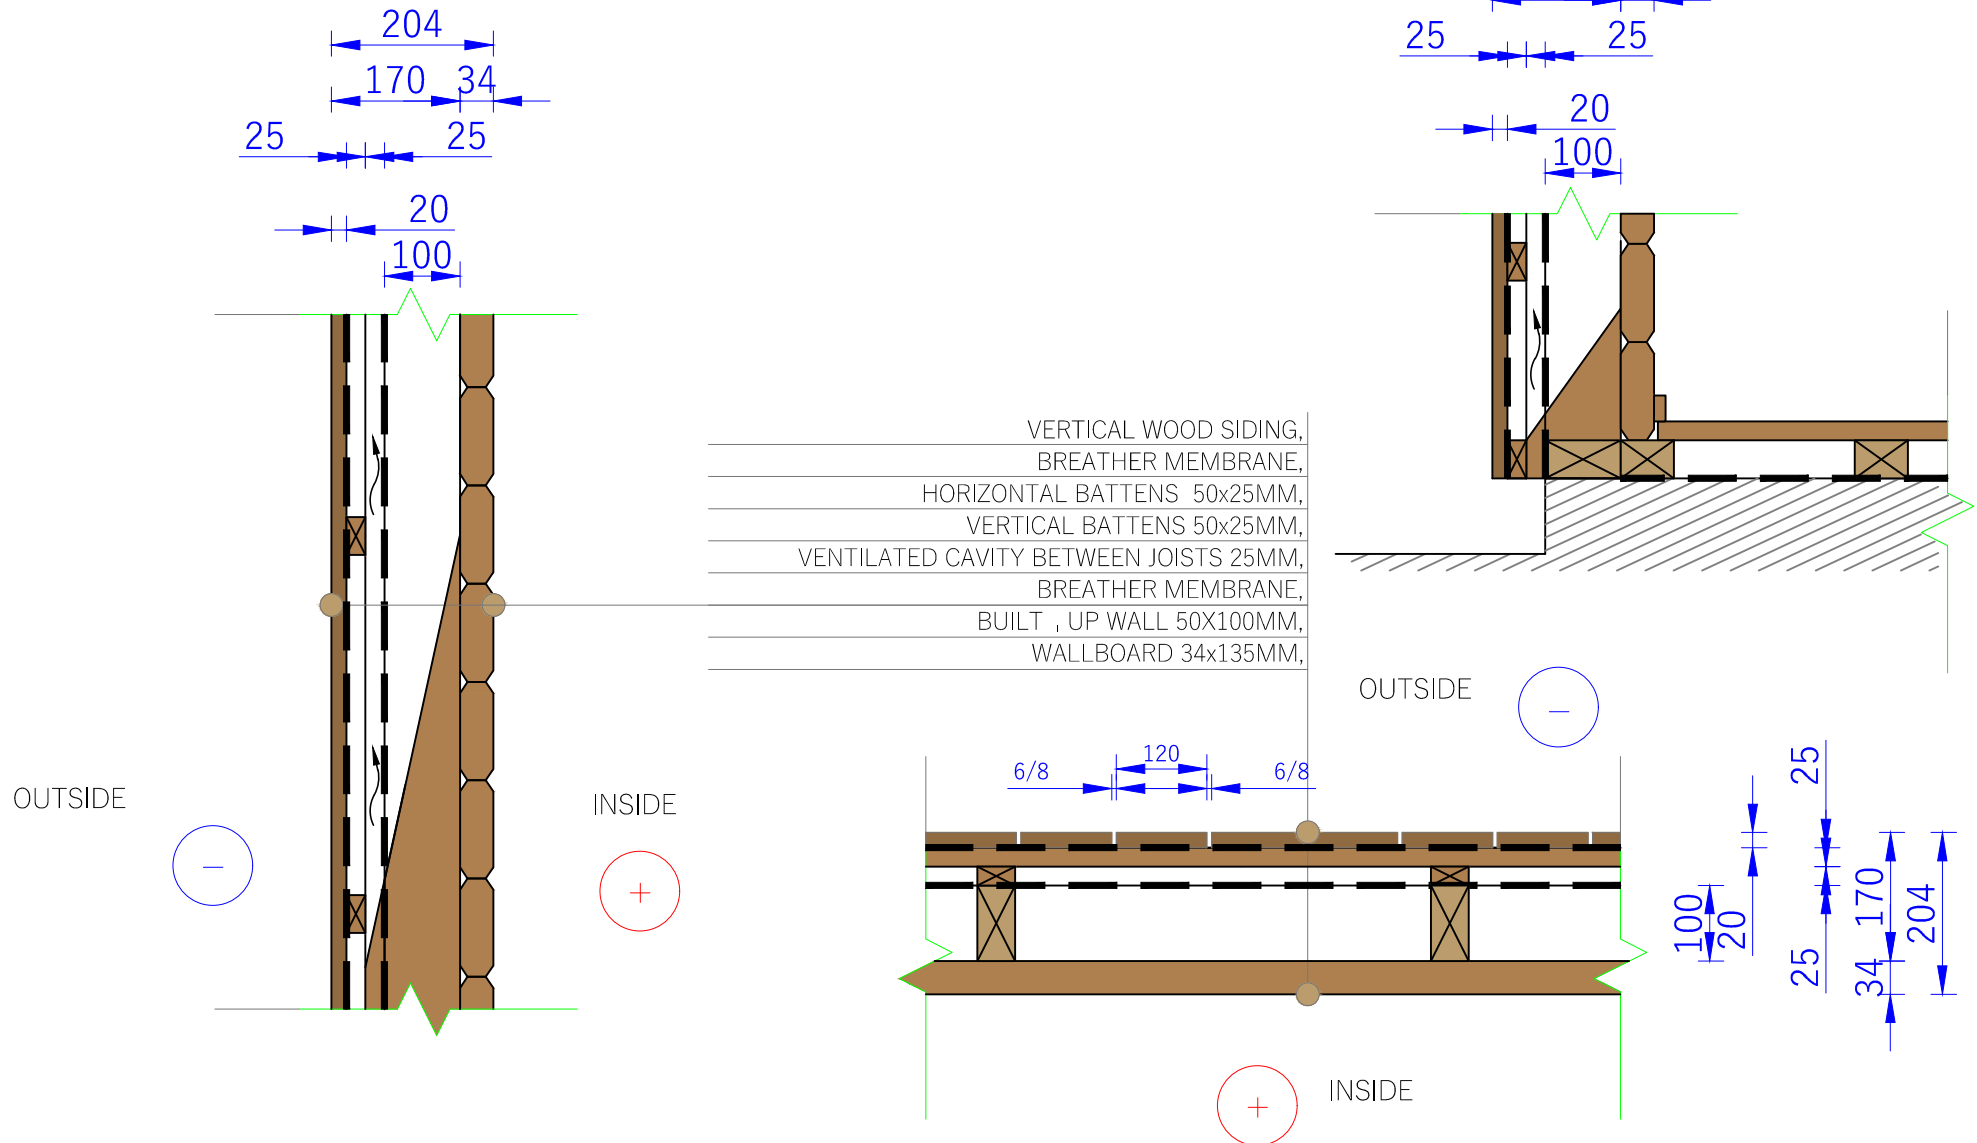 204
170 34
25 25
20
100
25 25
20
100
VERTICAL WOOD SIDING,
BREATHER MEMBRANE,
HORIZONTAL BATTENS 50x25MM,
VERTICAL BATTENS 50x25MM,
VENTILATED CAVITY BETWEEN JOISTS 25MM,
BREATHER MEMBRANE,
BUILT , UP WALL 50X100MM,
WALLBOARD 34x135MM,
OUTSIDE
−
INSIDE
+
OUTSIDE
−
120
6/8 6/8
25
100
20
25
170
34
204
INSIDE
+